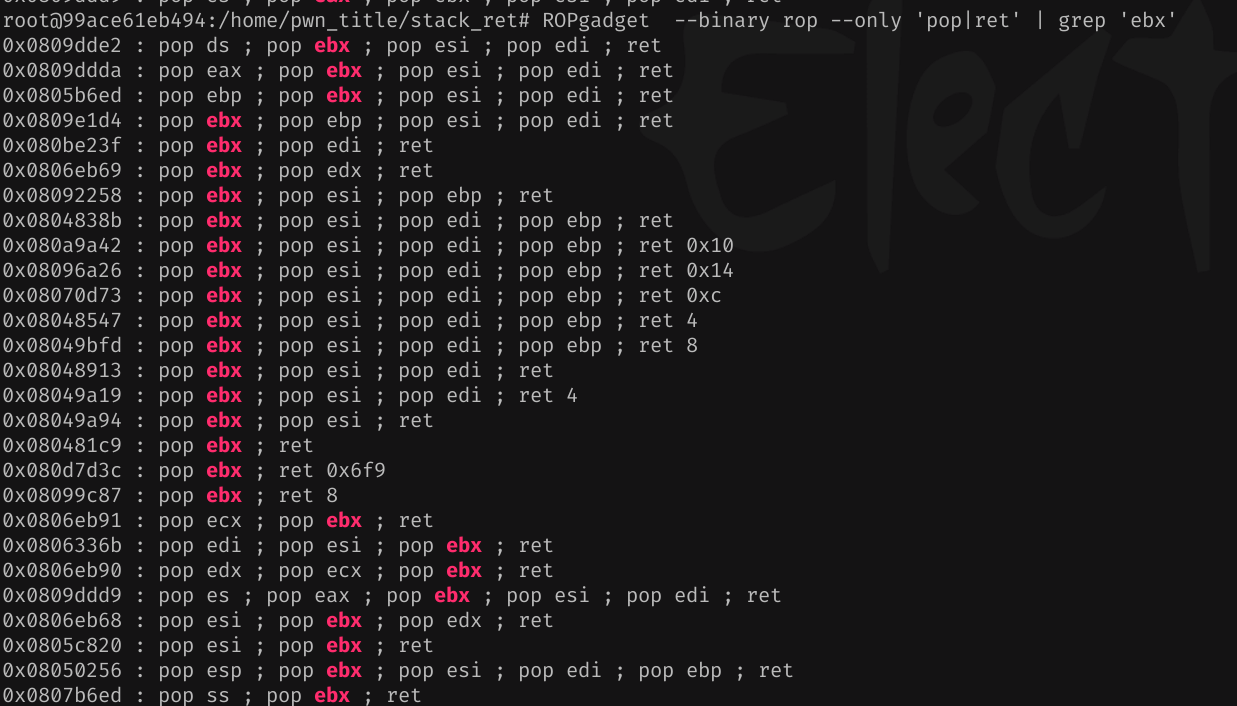 root@99ace61eb494:/home/pwn_title/stack_ret# ROPgadget  --binary rop --only 'pop|ret' | grep 'ebx'
0x0809dde2 : pop ds ; pop ebx ; pop esi ; pop edi ; ret
0x0809ddda : pop eax ; pop ebx ; pop esi ; pop edi ; ret
0x0805b6ed : pop ebp ; pop ebx ; pop esi ; pop edi ; ret
0x0809e1d4 : pop ebx ; pop ebp ; pop esi ; pop edi ; ret
0x080be23f : pop ebx ; pop edi ; ret
0x0806eb69 : pop ebx ; pop edx ; ret
0x08092258 : pop ebx ; pop esi ; pop ebp ; ret
0x0804838b : pop ebx ; pop esi ; pop edi ; pop ebp ; ret
0x080a9a42 : pop ebx ; pop esi ; pop edi ; pop ebp ; ret 0x10
0x08096a26 : pop ebx ; pop esi ; pop edi ; pop ebp ; ret 0x14
0x08070d73 : pop ebx ; pop esi ; pop edi ; pop ebp ; ret 0xc
0x08048547 : pop ebx ; pop esi ; pop edi ; pop ebp ; ret 4
0x08049bfd : pop ebx ; pop esi ; pop edi ; pop ebp ; ret 8
0x08048913 : pop ebx ; pop esi ; pop edi ; ret
0x08049a19 : pop ebx ; pop esi ; pop edi ; ret 4
0x08049a94 : pop ebx ; pop esi ; ret
0x080481c9 : pop ebx ; ret
0x080d7d3c : pop ebx ; ret 0x6f9
0x08099c87 : pop ebx ; ret 8
0x0806eb91 : pop ecx ; pop ebx ; ret
0x0806336b : pop edi ; pop esi ; pop ebx ; ret
0x0806eb90 : pop edx ; pop ecx ; pop ebx ; ret
0x0809ddd9 : pop es ; pop eax ; pop ebx ; pop esi ; pop edi ; ret
0x0806eb68 : pop esi ; pop ebx ; pop edx ; ret
0x0805c820 : pop esi ; pop ebx ; ret
0x08050256 : pop esp ; pop ebx ; pop esi ; pop edi ; pop ebp ; ret
0x0807b6ed : pop ss ; pop ebx ; ret
Elect